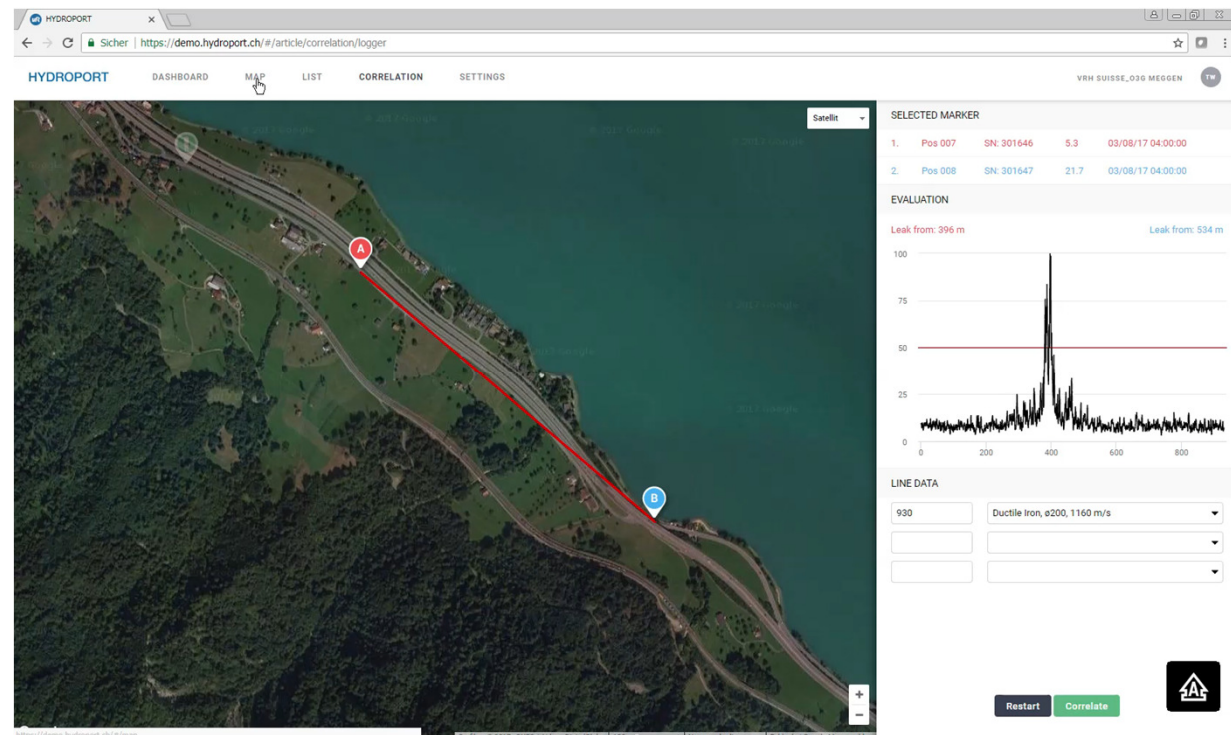 HYDROPORT
Sicher https://demo.hydroport.ch/#/article/correlation/logger
HYDROPORT DASHBOARD MAP LIST CORRELATION SETTINGS VRH SUISSE_O3G MEGGEN TW
Satellit
A
B
+
−
SELECTED MARKER
1. Pos 007 SN: 301646 5.3 03/08/17 04:00:00
2. Pos 008 SN: 301647 21.7 03/08/17 04:00:00
EVALUATION
Leak from: 396 m Leak from: 534 m
100
75
50
25
0
0 200 400 600 800
LINE DATA
930 Ductile Iron, ø200, 1160 m/s
Restart Correlate